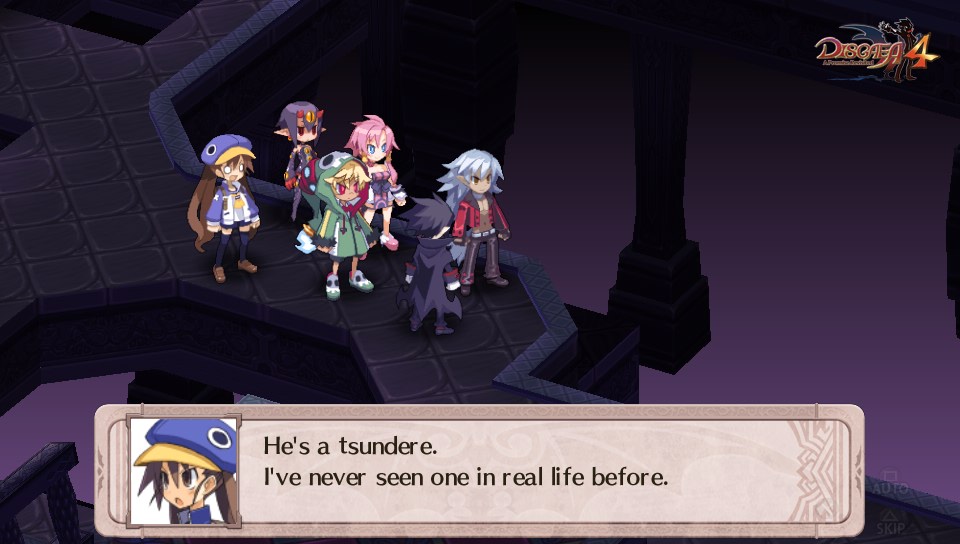 DISGAEA 4
A Promise Revisited
He's a tsundere.
I've never seen one in real life before.
AUTO
SKIP